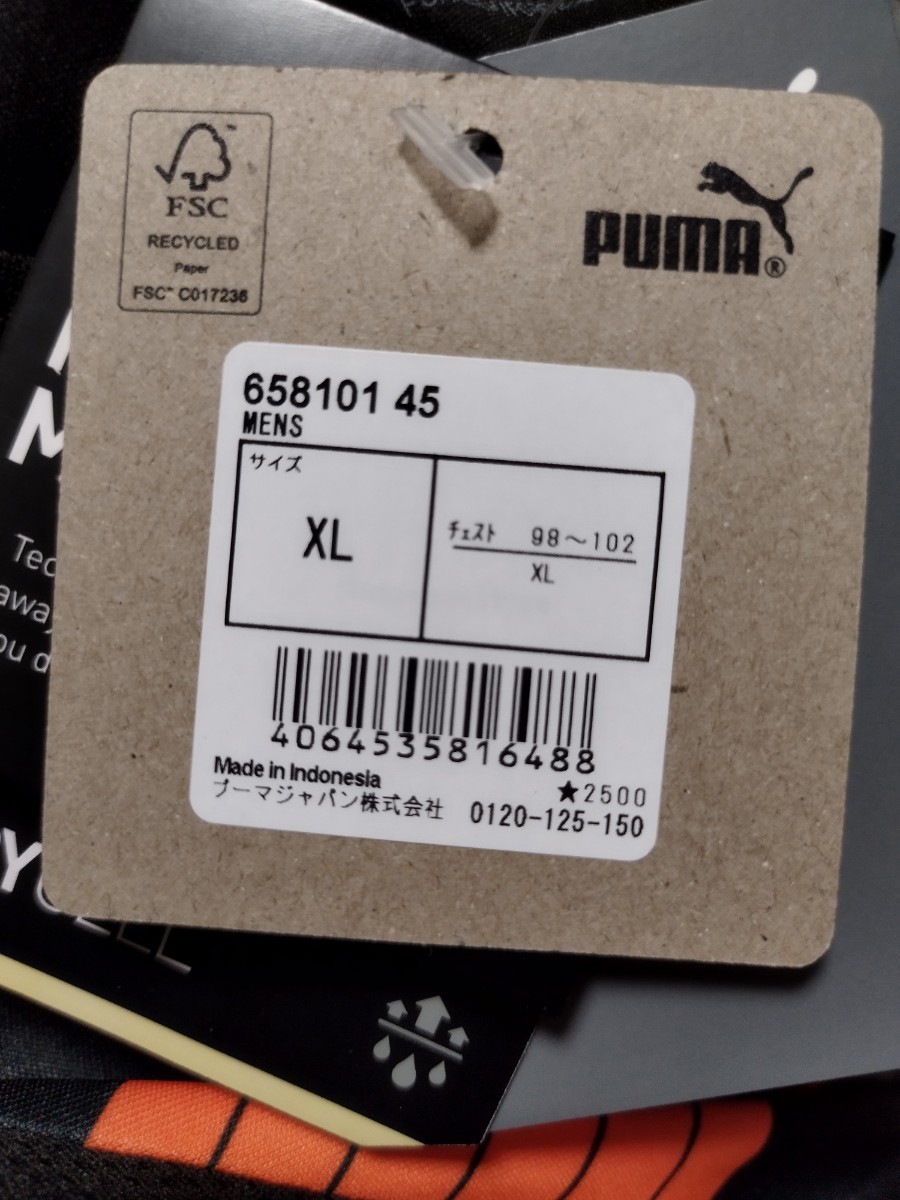 FSC
RECYCLED
Paper
FSC™ C017236
PUMA®
658101 45
MENS
サイズ
XL
チェスト 98～102
XL
4064535816488
Made in Indonesia
プーマジャパン株式会社
★2500
0120-125-150